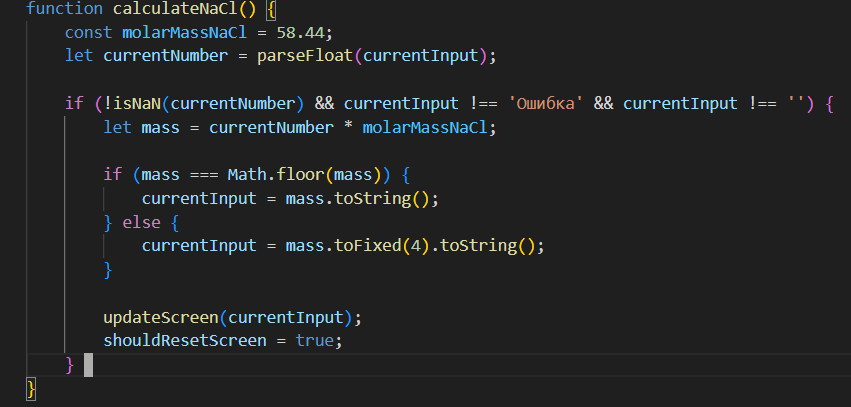 function calculateNaCl() {
    const molarMassNaCl = 58.44;
    let currentNumber = parseFloat(currentInput);

    if (!isNaN(currentNumber) && currentInput !== 'Ошибка' && currentInput !== '') {
        let mass = currentNumber * molarMassNaCl;

        if (mass === Math.floor(mass)) {
            currentInput = mass.toString();
        } else {
            currentInput = mass.toFixed(4).toString();
        }

        updateScreen(currentInput);
        shouldResetScreen = true;
    }
}